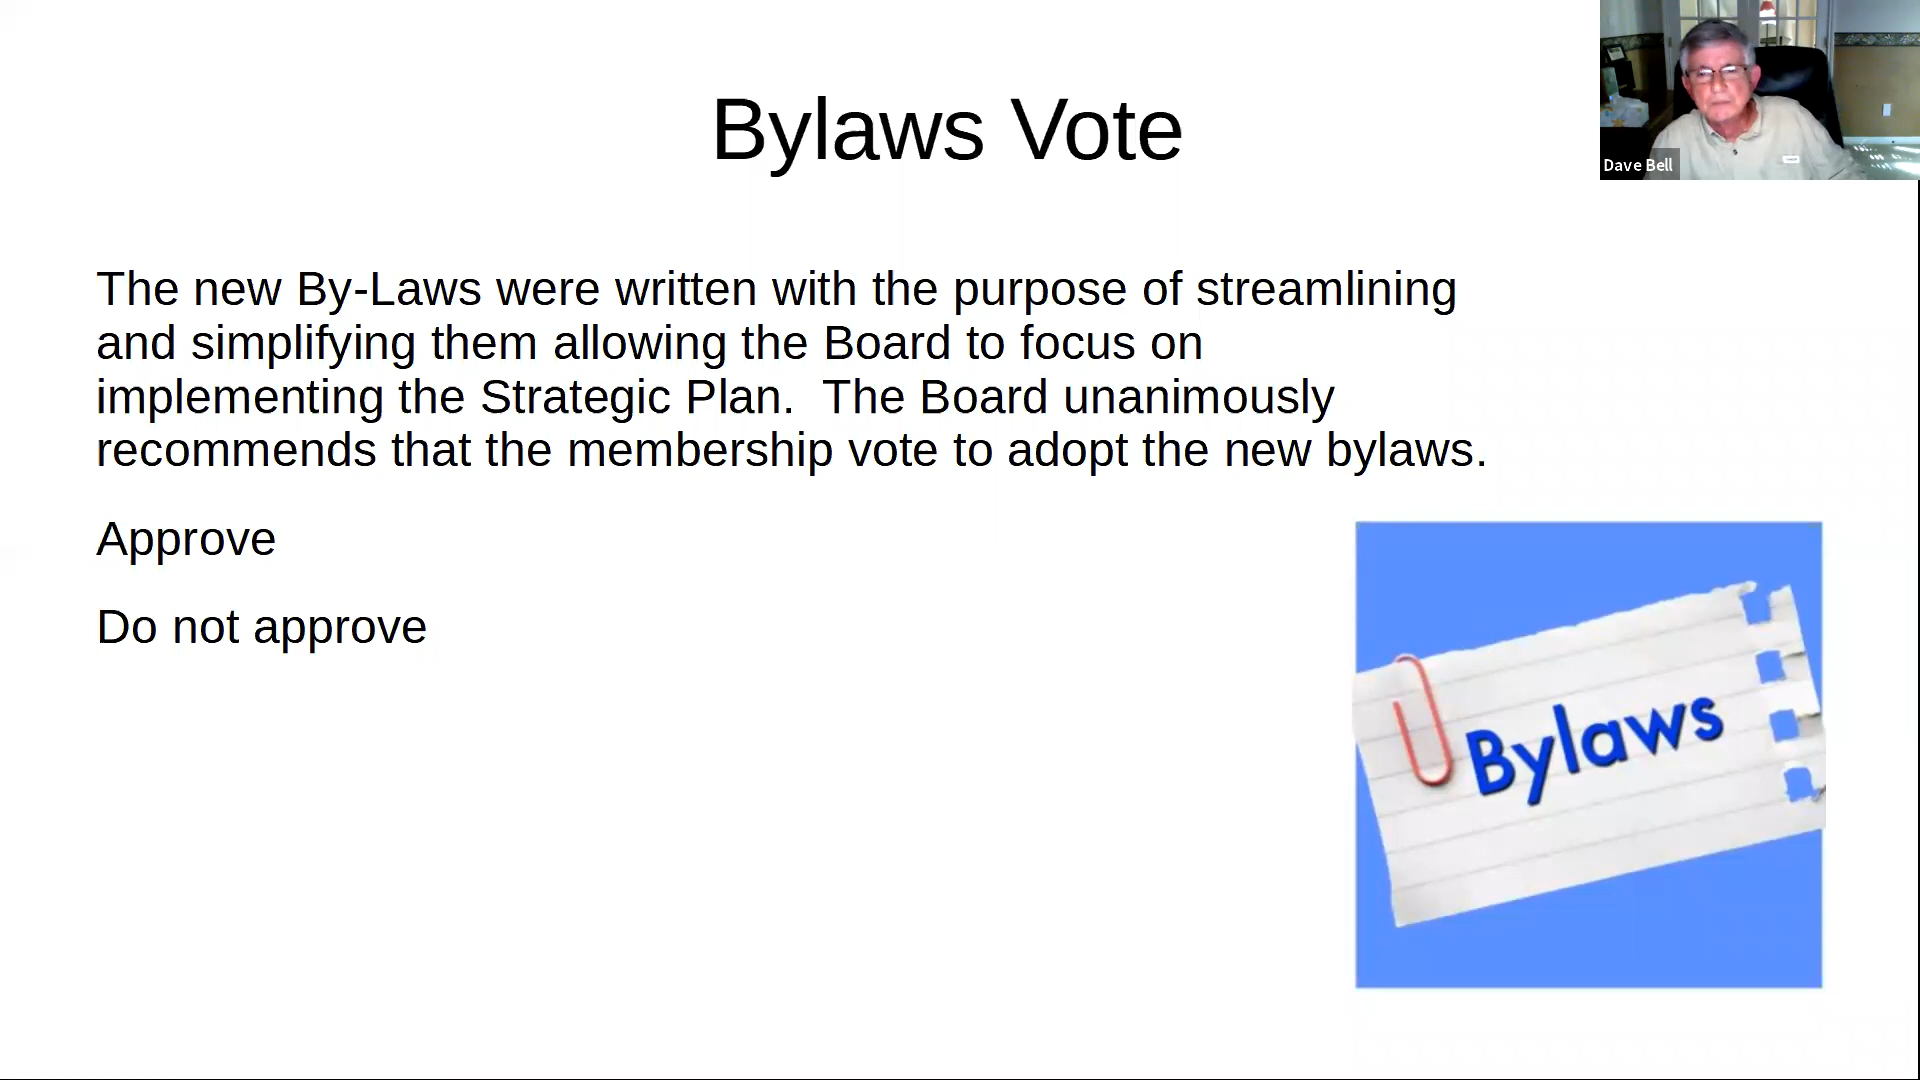 Bylaws Vote
Dave Bell
The new By-Laws were written with the purpose of streamlining
and simplifying them allowing the Board to focus on
implementing the Strategic Plan.  The Board unanimously
recommends that the membership vote to adopt the new bylaws.
Approve
Do not approve
Bylaws